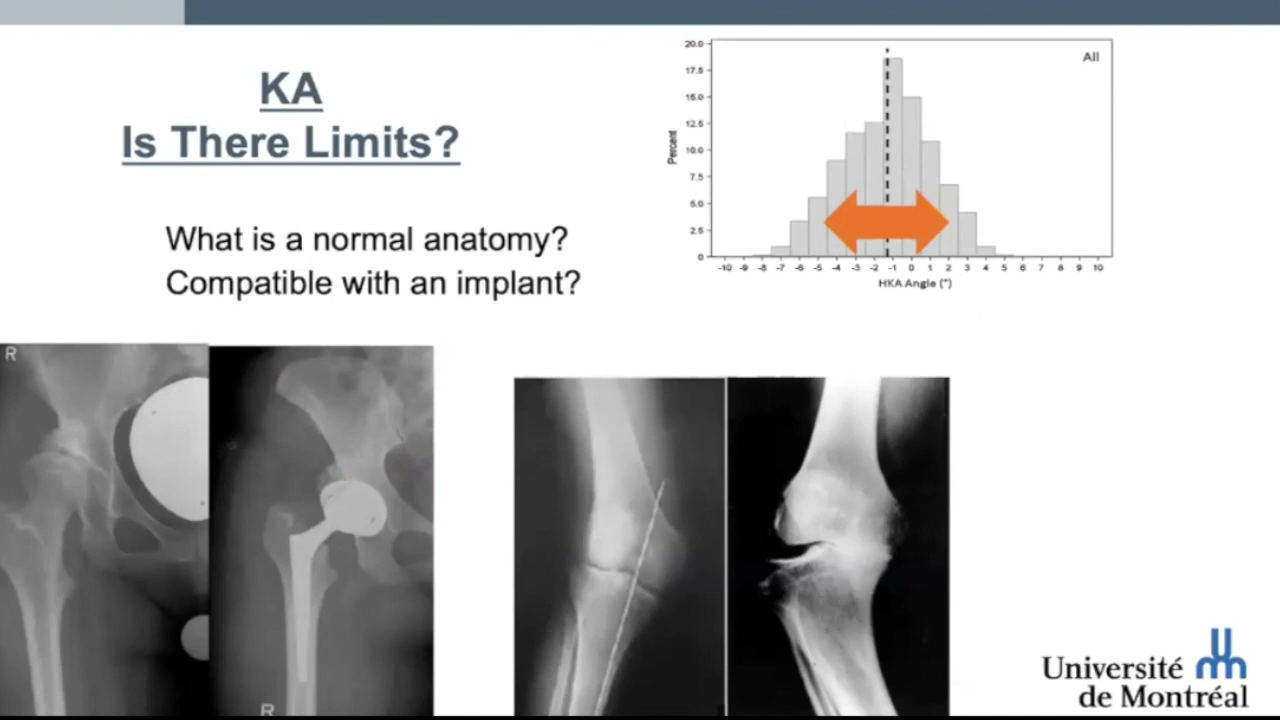 KA
Is There Limits?
What is a normal anatomy?
Compatible with an implant?
All
Percent
20.0
17.5
15.0
12.5
10.0
7.5
5.0
2.5
0
-10 -9 -8 -7 -6 -5 -4 -3 -2 -1 0 1 2 3 4 5 6 7 8 9 10
HKA Angle (°)
R
R
Université
de Montréal